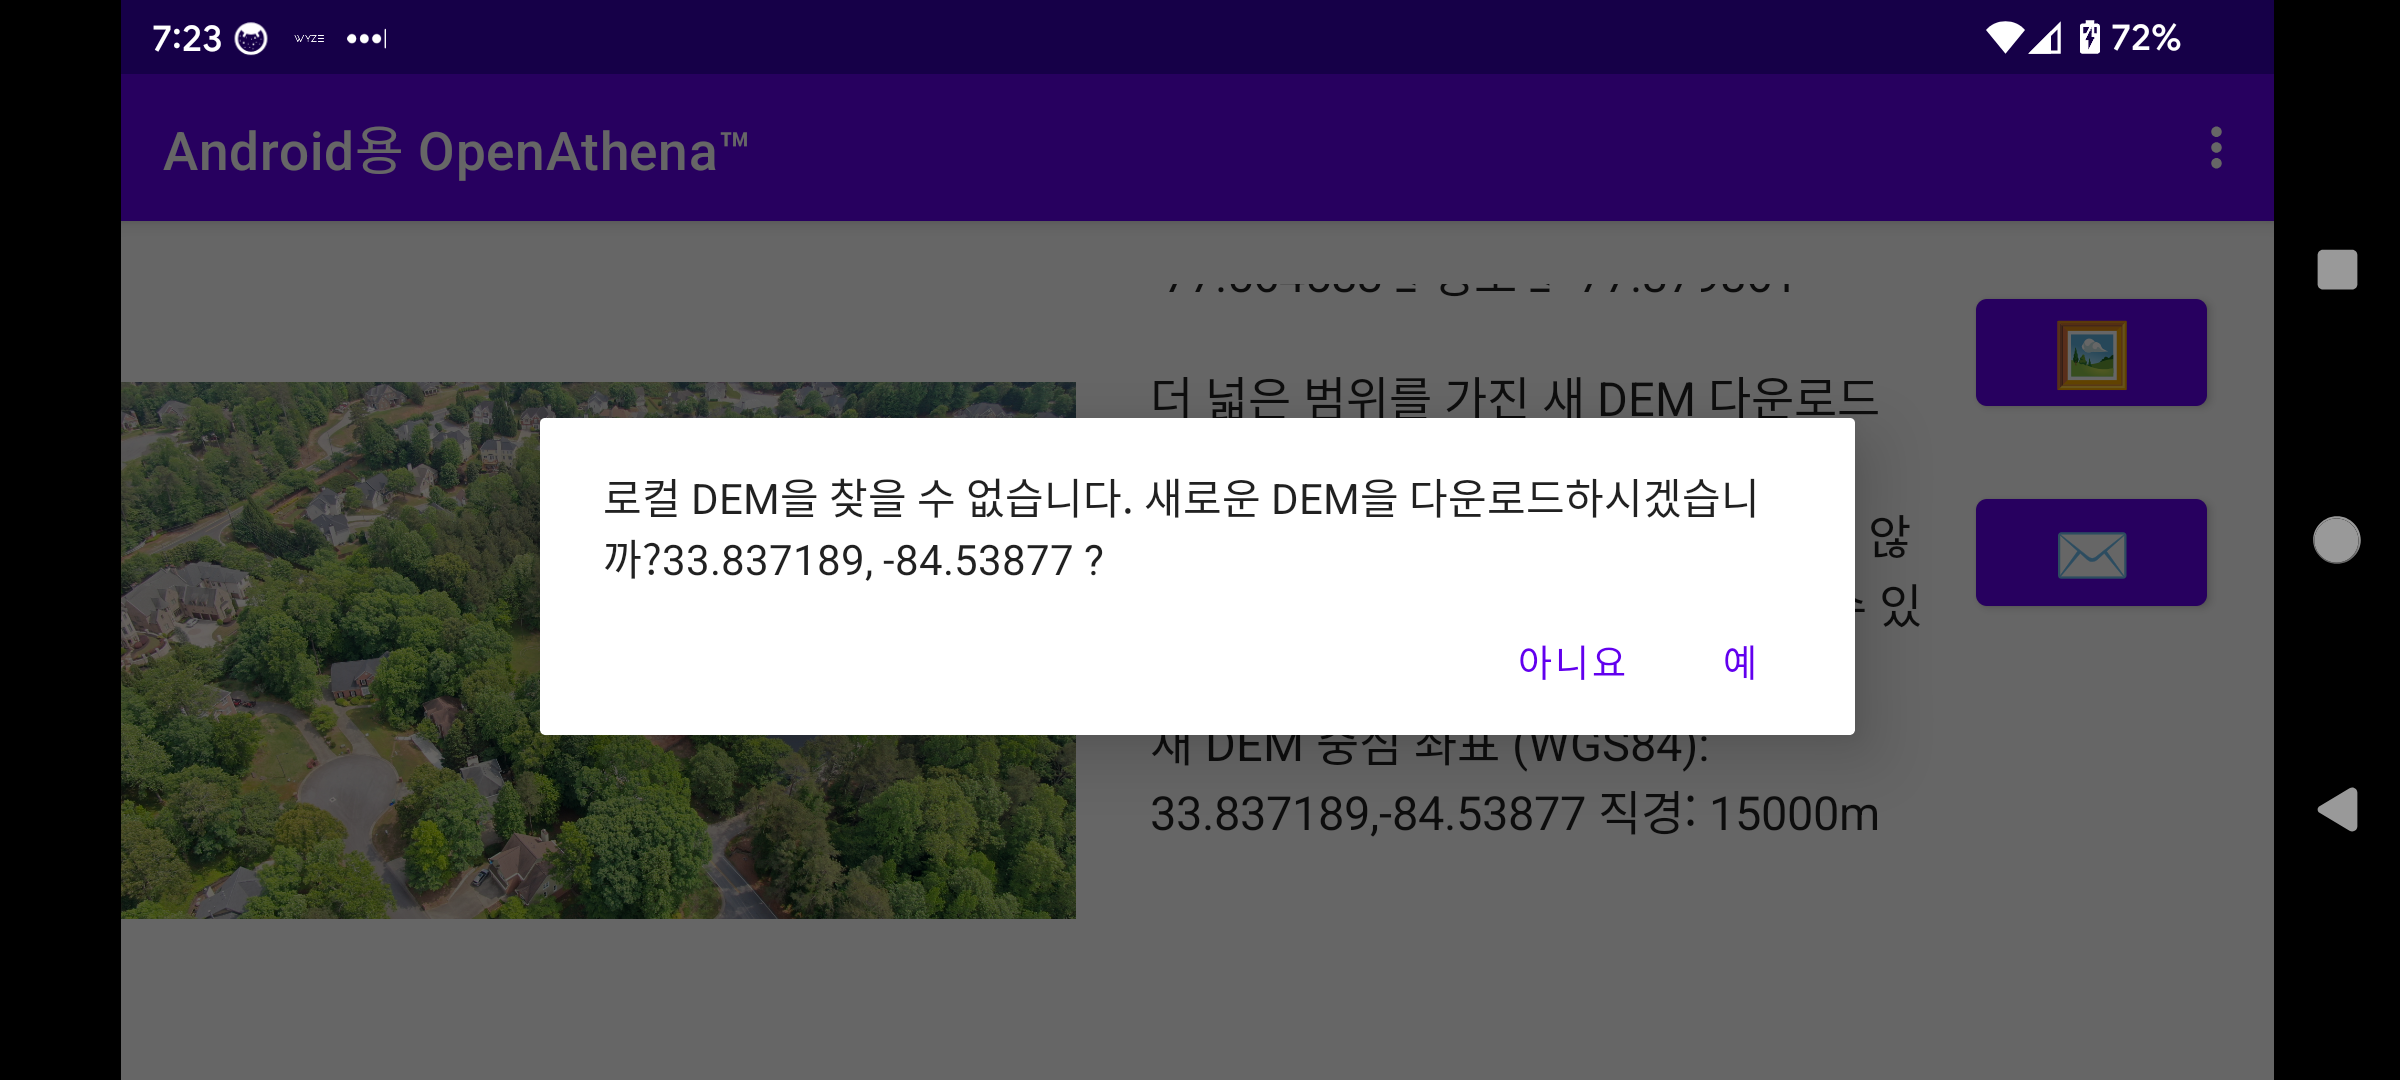 7:23 WYZE 72%
Android용 OpenAthena™
더 넓은 범위를 가진 새 DEM 다운로드
않
있
로컬 DEM을 찾을 수 없습니다. 새로운 DEM을 다운로드하시겠습니
까?33.837189, -84.53877 ?
아니요 예
새 DEM 중심 좌표 (WGS84):
33.837189,-84.53877 직경: 15000m